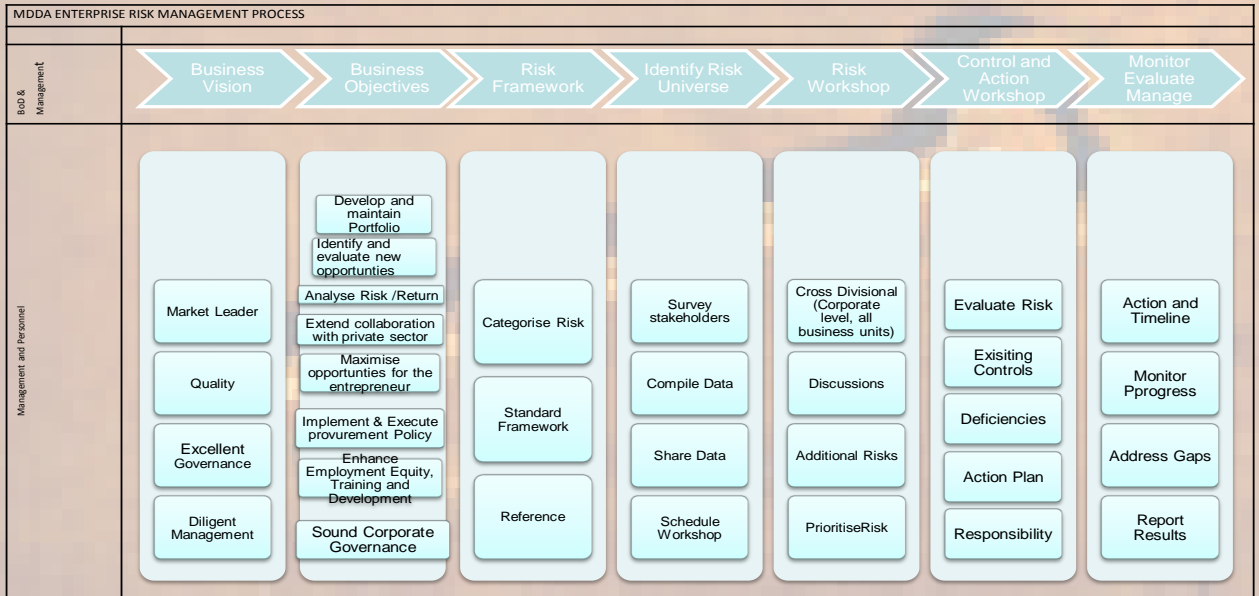 MDDA ENTERPRISE RISK MANAGEMENT PROCESS
BoD &
Management
Business
Vision
Business
Objectives
Risk
Framework
Identify Risk
Universe
Risk
Workshop
Control and
Action
Workshop
Monitor
Evaluate
Manage
Management and Personnel
Market Leader
Quality
Excellent
Governance
Diligent
Management
Develop and
maintain
Portfolio
Identify and
evaluate new
opportunties
Analyse Risk /Return
Extend collaboration
with private sector
Maximise
opportunties for the
entrepreneur
Implement & Execute
provurement Policy
Enhance
Employment Equity,
Training and
Development
Sound Corporate
Governance
Categorise Risk
Standard
Framework
Reference
Survey
stakeholders
Compile Data
Share Data
Schedule
Workshop
Cross Divisional
(Corporate
level, all
business units)
Discussions
Additional Risks
PrioritiseRisk
Evaluate Risk
Exisiting
Controls
Deficiencies
Action Plan
Responsibility
Action and
Timeline
Monitor
Pprogress
Address Gaps
Report
Results